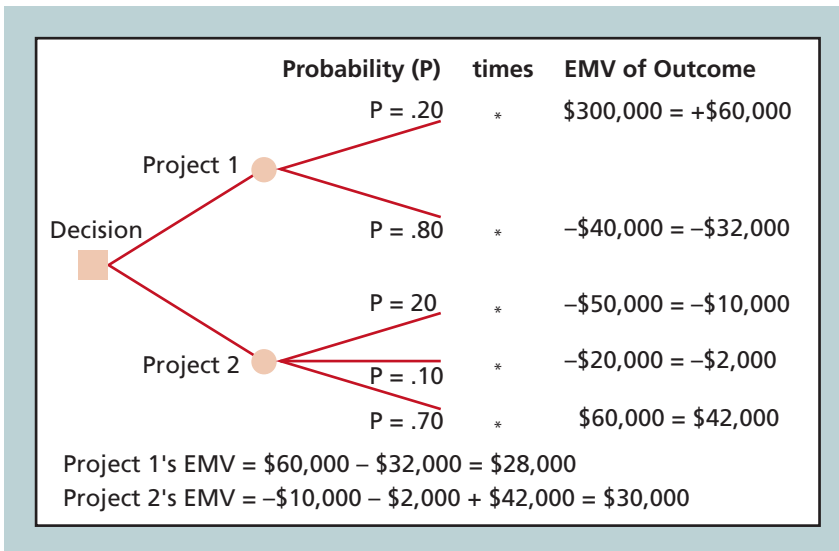 Probability (P) times EMV of Outcome
P = .20 * $300,000 = +$60,000
Project 1
Decision
P = .80 * –$40,000 = –$32,000
P = 20 * –$50,000 = –$10,000
Project 2
P = .10 * –$20,000 = –$2,000
P = .70 * $60,000 = $42,000
Project 1's EMV = $60,000 – $32,000 = $28,000
Project 2's EMV = –$10,000 – $2,000 + $42,000 = $30,000